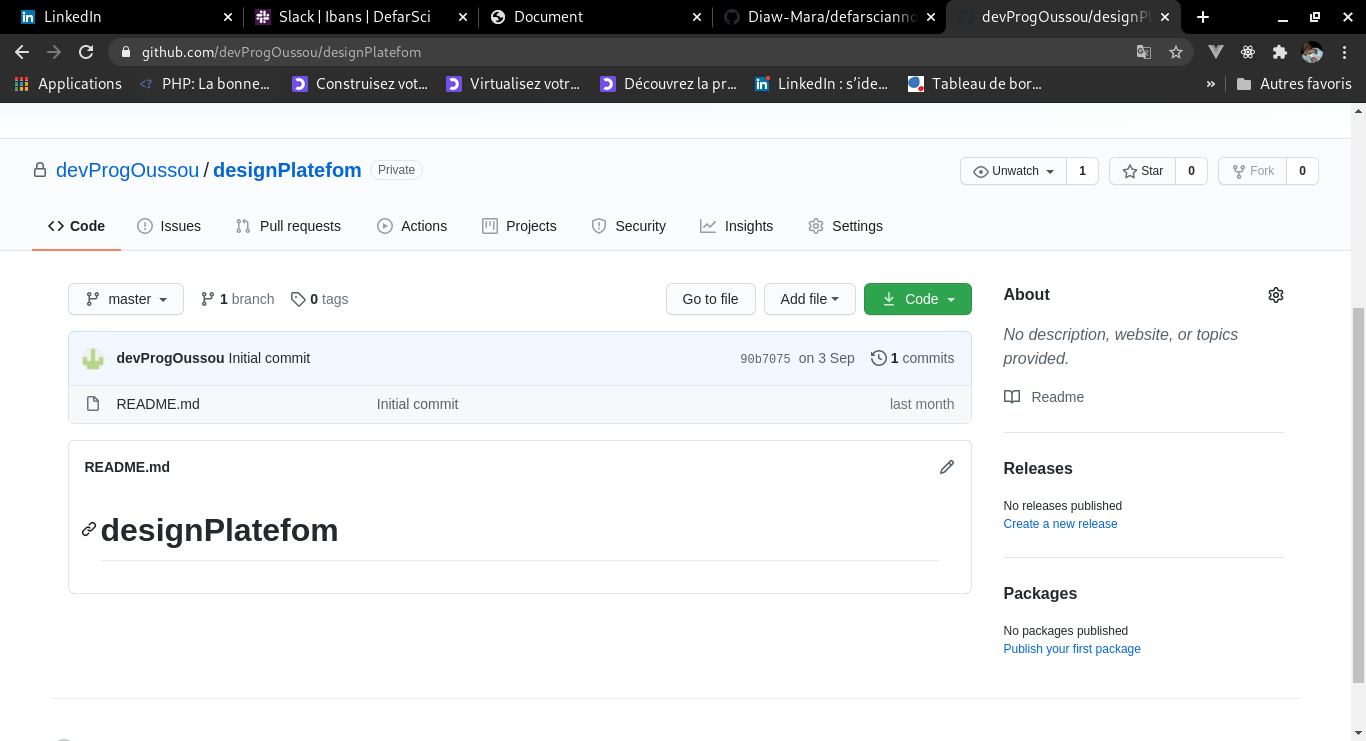 LinkedIn
Slack | Ibans | DefarSci
Document
Diaw-Mara/defarscianno
devProgOussou/designPl
github.com/devProgOussou/designPlatefom
Applications
PHP: La bonne...
Construisez vot...
Virtualisez votr...
Découvrez la pr...
LinkedIn : s’ide...
Tableau de bor...
»
Autres favoris
devProgOussou / designPlatefom Private
Unwatch 1
Star 0
Fork 0
Code
Issues
Pull requests
Actions
Projects
Security
Insights
Settings
master
1 branch
0 tags
Go to file
Add file
Code
devProgOussou Initial commit
90b7075 on 3 Sep
1 commits
README.md
Initial commit
last month
README.md
designPlatefom
About
No description, website, or topics
provided.
Readme
Releases
No releases published
Create a new release
Packages
No packages published
Publish your first package